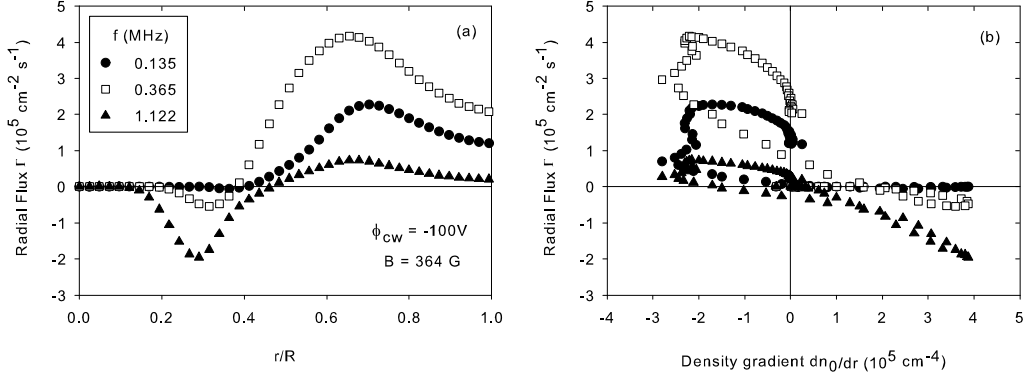 Radial Flux Γ (10⁵ cm⁻² s⁻¹)
5
4
3
2
1
0
-1
-2
-3
f (MHz)
0.135
0.365
1.122
(a)
ϕcw = -100V
B = 364 G
0.0 0.2 0.4 0.6 0.8 1.0
r/R
Radial Flux Γ (10⁵ cm⁻² s⁻¹)
5
4
3
2
1
0
-1
-2
-3
(b)
-4 -3 -2 -1 0 1 2 3 4 5
Density gradient dn₀/dr (10⁵ cm⁻⁴)